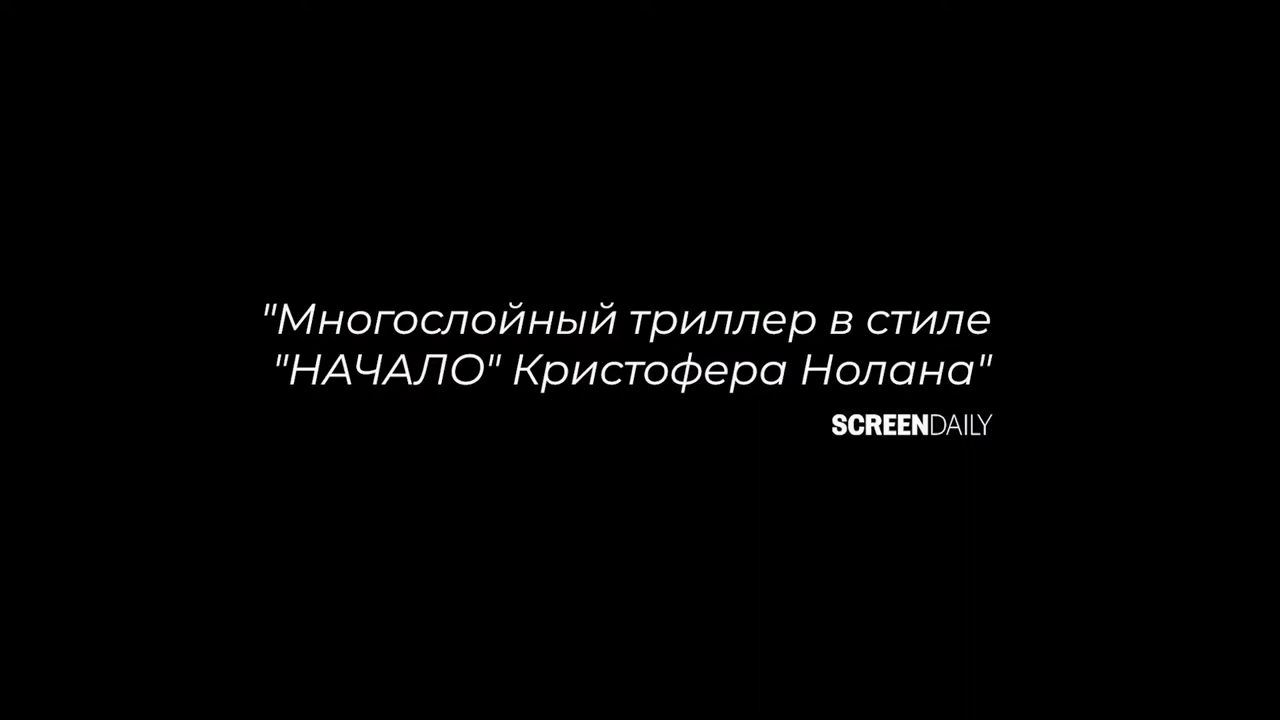 "Многослойный триллер в стиле
"НАЧАЛО" Кристофера Нолана"
SCREENDAILY